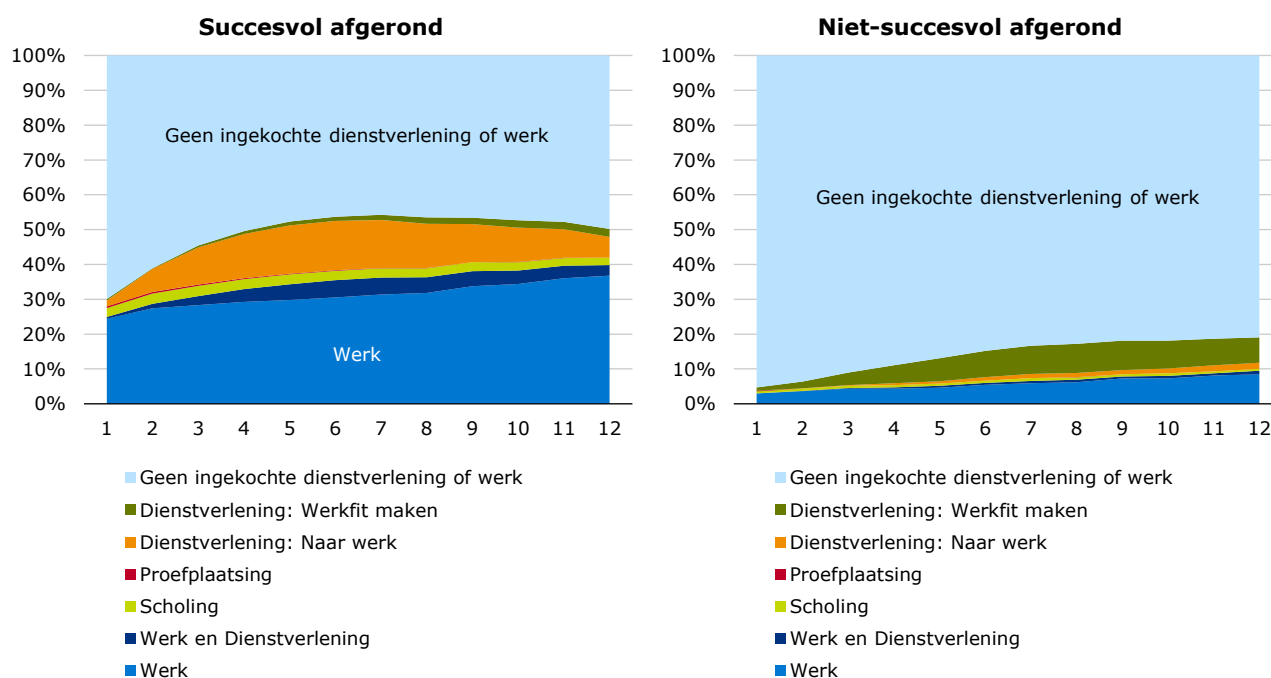 Succesvol afgerond
100%
90%
80%
70%
60%
50%
40%
30%
20%
10%
0%
Geen ingekochte dienstverlening of werk
Werk
1 2 3 4 5 6 7 8 9 10 11 12
Geen ingekochte dienstverlening of werk
Dienstverlening: Werkfit maken
Dienstverlening: Naar werk
Proefplaatsing
Scholing
Werk en Dienstverlening
Werk
Niet-succesvol afgerond
100%
90%
80%
70%
60%
50%
40%
30%
20%
10%
0%
Geen ingekochte dienstverlening of werk
1 2 3 4 5 6 7 8 9 10 11 12
Geen ingekochte dienstverlening of werk
Dienstverlening: Werkfit maken
Dienstverlening: Naar werk
Proefplaatsing
Scholing
Werk en Dienstverlening
Werk